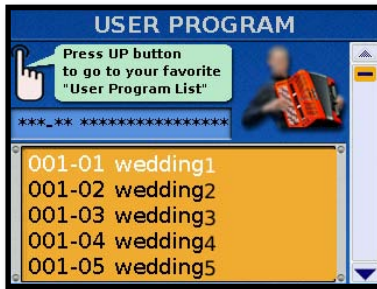 USER PROGRAM
Press UP button
to go to your favorite
"User Program List"
***-** ****************
001-01 wedding1
001-02 wedding2
001-03 wedding3
001-04 wedding4
001-05 wedding5